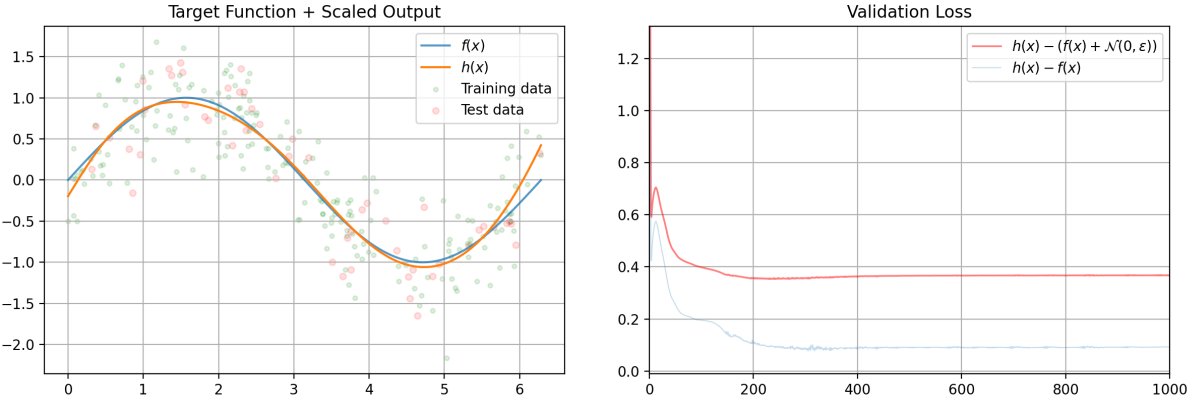 Target Function + Scaled Output
f(x)
h(x)
Training data
Test data
1.5
1.0
0.5
0.0
−0.5
−1.0
−1.5
−2.0
0 1 2 3 4 5 6
Validation Loss
h(x) − (f(x) + 𝒩(0, ε))
h(x) − f(x)
1.2
1.0
0.8
0.6
0.4
0.2
0.0
0 200 400 600 800 1000